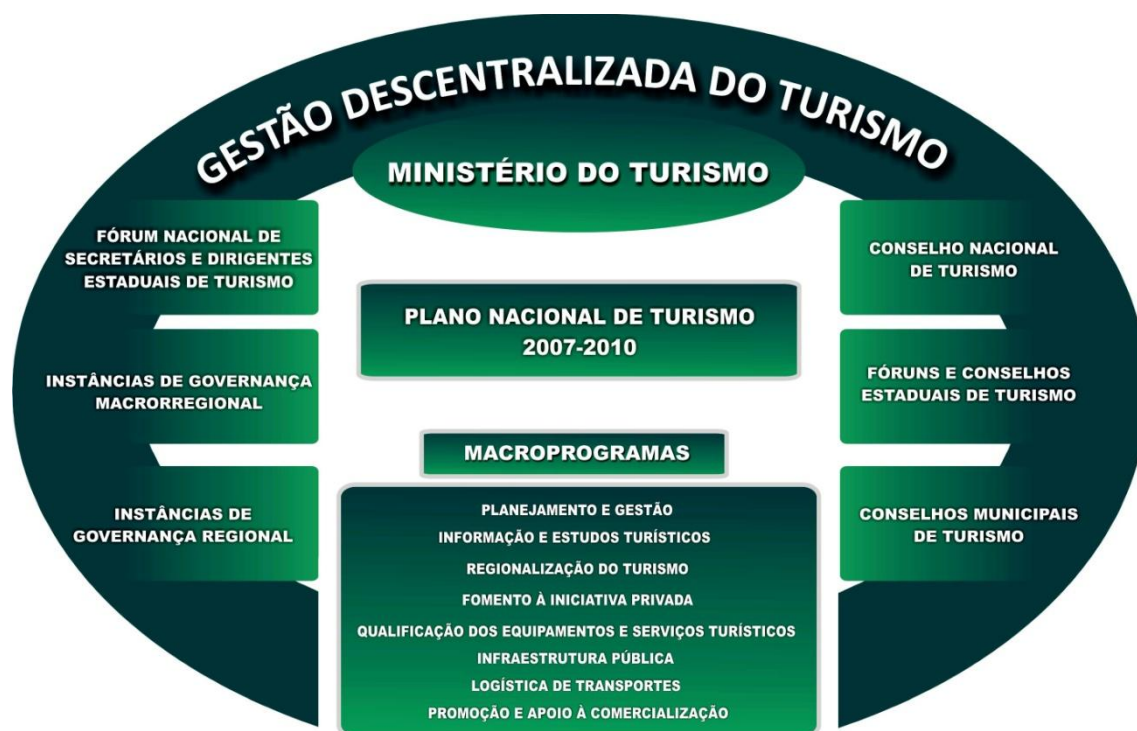 GESTÃO DESCENTRALIZADA DO TURISMO
MINISTÉRIO DO TURISMO
FÓRUM NACIONAL DE
SECRETÁRIOS E DIRIGENTES
ESTADUAIS DE TURISMO
INSTÂNCIAS DE GOVERNANÇA
MACRORREGIONAL
INSTÂNCIAS DE
GOVERNANÇA REGIONAL
PLANO NACIONAL DE TURISMO
2007-2010
MACROPROGRAMAS
PLANEJAMENTO E GESTÃO
INFORMAÇÃO E ESTUDOS TURÍSTICOS
REGIONALIZAÇÃO DO TURISMO
FOMENTO À INICIATIVA PRIVADA
QUALIFICAÇÃO DOS EQUIPAMENTOS E SERVIÇOS TURÍSTICOS
INFRAESTRUTURA PÚBLICA
LOGÍSTICA DE TRANSPORTES
PROMOÇÃO E APOIO À COMERCIALIZAÇÃO
CONSELHO NACIONAL
DE TURISMO
FÓRUNS E CONSELHOS
ESTADUAIS DE TURISMO
CONSELHOS MUNICIPAIS
DE TURISMO